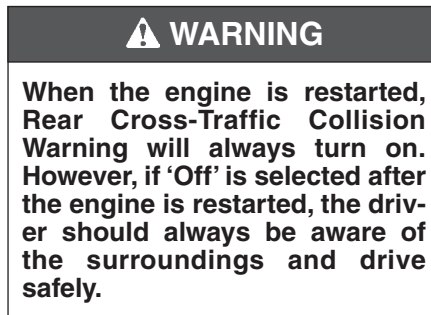 WARNING
When the engine is restarted,
Rear Cross-Traffic Collision
Warning will always turn on.
However, if ‘Off’ is selected after
the engine is restarted, the driv-
er should always be aware of
the surroundings and drive
safely.